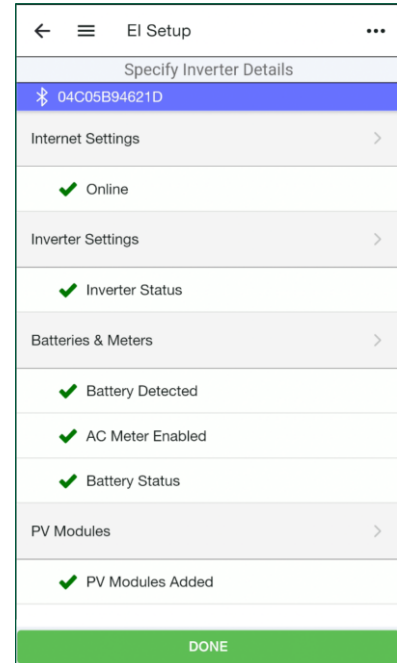 EI Setup
Specify Inverter Details
04C05B94621D
Internet Settings
Online
Inverter Settings
Inverter Status
Batteries & Meters
Battery Detected
AC Meter Enabled
Battery Status
PV Modules
PV Modules Added
DONE